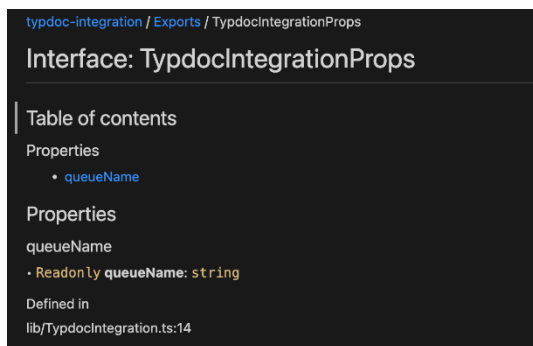 typdoc-integration / Exports / TypdocIntegrationProps
Interface: TypdocIntegrationProps
Table of contents
Properties
• queueName
Properties
queueName
• Readonly queueName: string
Defined in
lib/TypdocIntegration.ts:14